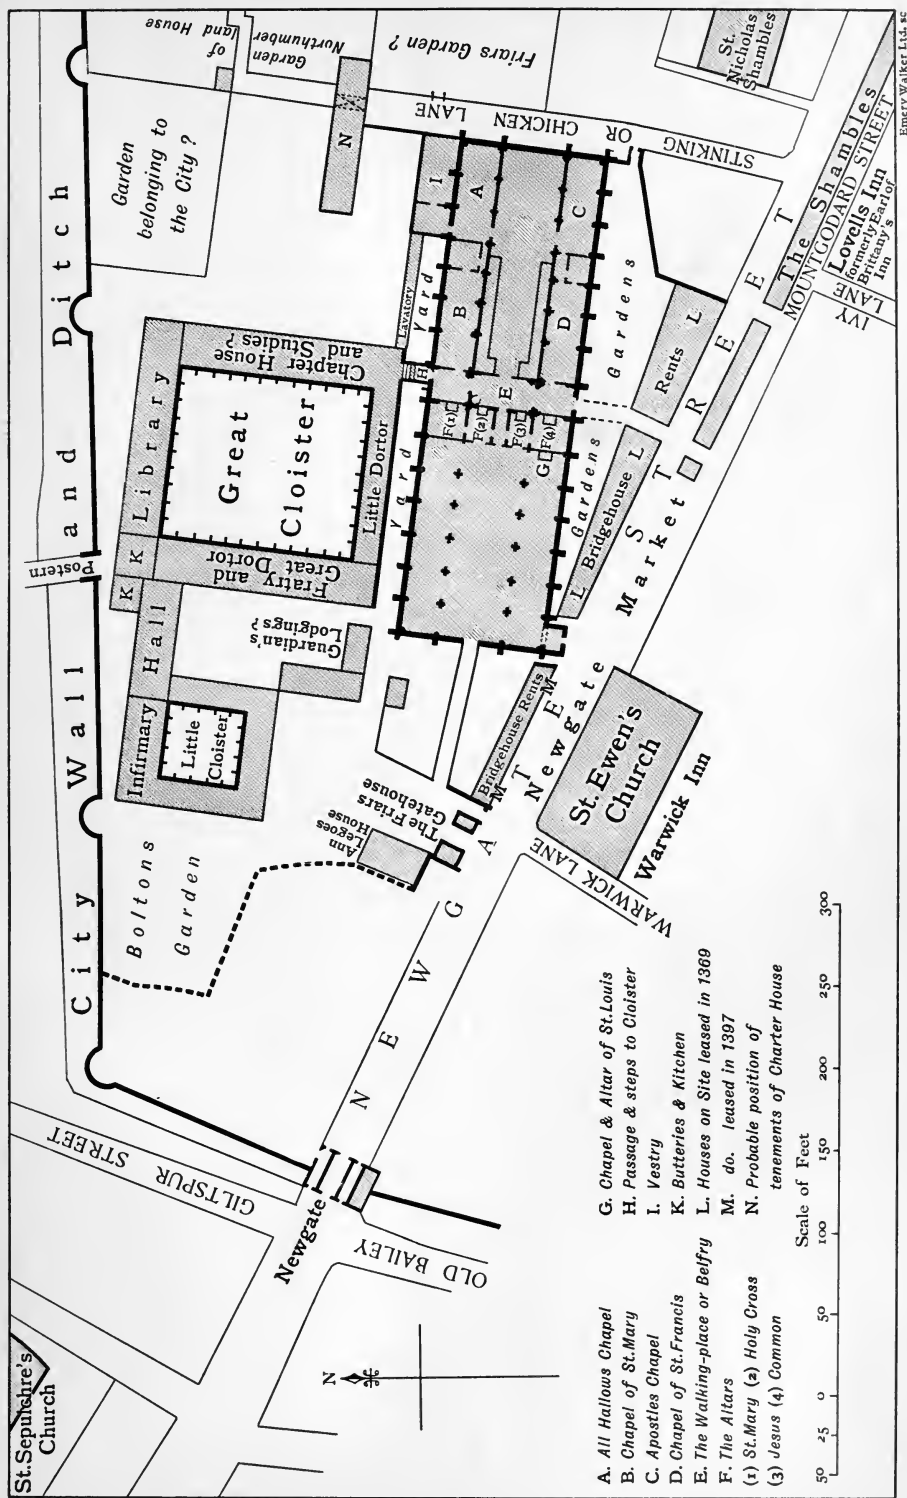 St.Sepulchre's
Church
GILTSPUR STREET
City Wall and Ditch
Postern
Boltons
Garden
Infirmary
Hall
K
K
Library
Little
Cloister
Great
Cloister
Chapter House
and Studies?
Fratry and
Great Dortor
Little Dortor
Guardian's
Lodgings?
Garden
belonging to
the City?
Garden
of
Northumber
land House
Friars Garden?
N
Ann
Legoes
House
The Friars
Gatehouse
Yard
Yard
Lavatory
H
I
A
B
C
D
E
F(1)
F(2)
F(3)
F(4)
G
STINKING OR CHICKEN LANE
St.
Nicholas
Shambles
Gardens
Gardens
Bridgehouse Rents
M
M
L Bridgehouse L
Rents L
Newgate
NEWGATE STREET
Newgate Market
The Shambles
MOUNTGODARD STREET
Lovells Inn
formerly Earl of
Brittany's
Inn
IVY
LANE
St.Ewen's
Church
Warwick Inn
WARWICK LANE
OLD BAILEY
N
A. All Hallows Chapel
B. Chapel of St.Mary
C. Apostles Chapel
D. Chapel of St.Francis
E. The Walking-place or Belfry
F. The Altars
(1) St.Mary (2) Holy Cross
(3) Jesus (4) Common
G. Chapel & Altar of St.Louis
H. Passage & steps to Cloister
I. Vestry
K. Butteries & Kitchen
L. Houses on Site leased in 1369
M. do. leased in 1397
N. Probable position of
tenements of Charter House
Scale of Feet
50 25 0 50 100 150 200 250 300
Emery Walker Ltd. sc